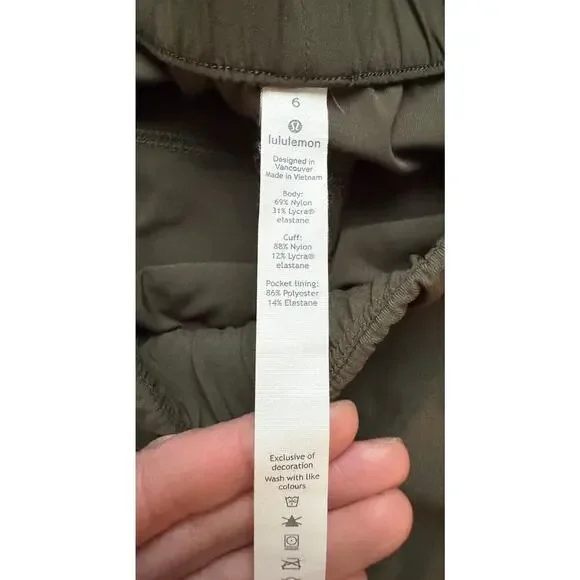 6
lululemon
Designed in
Vancouver
Made in Vietnam
Body:
69% Nylon
31% Lycra®
elastane
Cuff:
88% Nylon
12% Lycra®
elastane
Pocket lining:
86% Polyester
14% Elastane
Exclusive of
decoration
Wash with like
colours